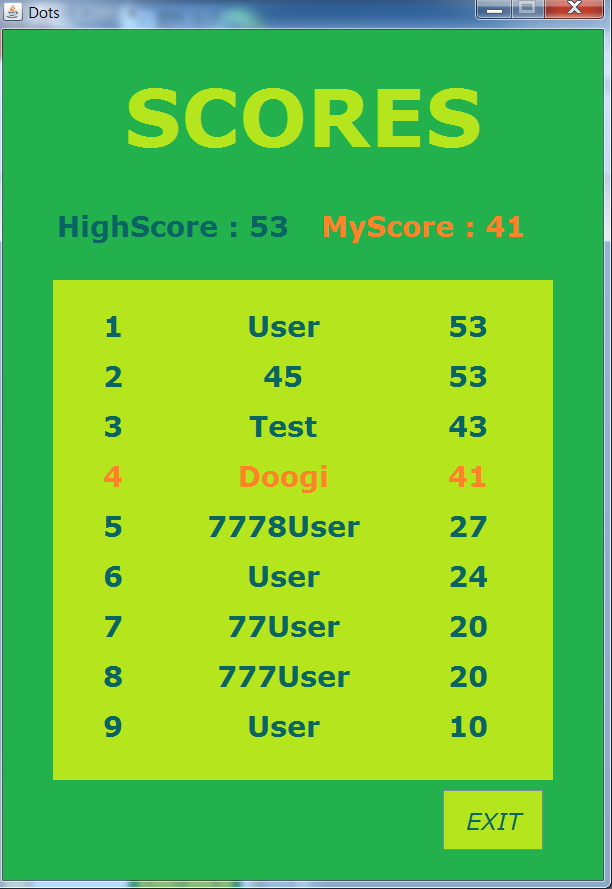 Dots
SCORES
HighScore : 53 MyScore : 41
1 User 53
2 45 53
3 Test 43
4 Doogi 41
5 7778User 27
6 User 24
7 77User 20
8 777User 20
9 User 10
EXIT